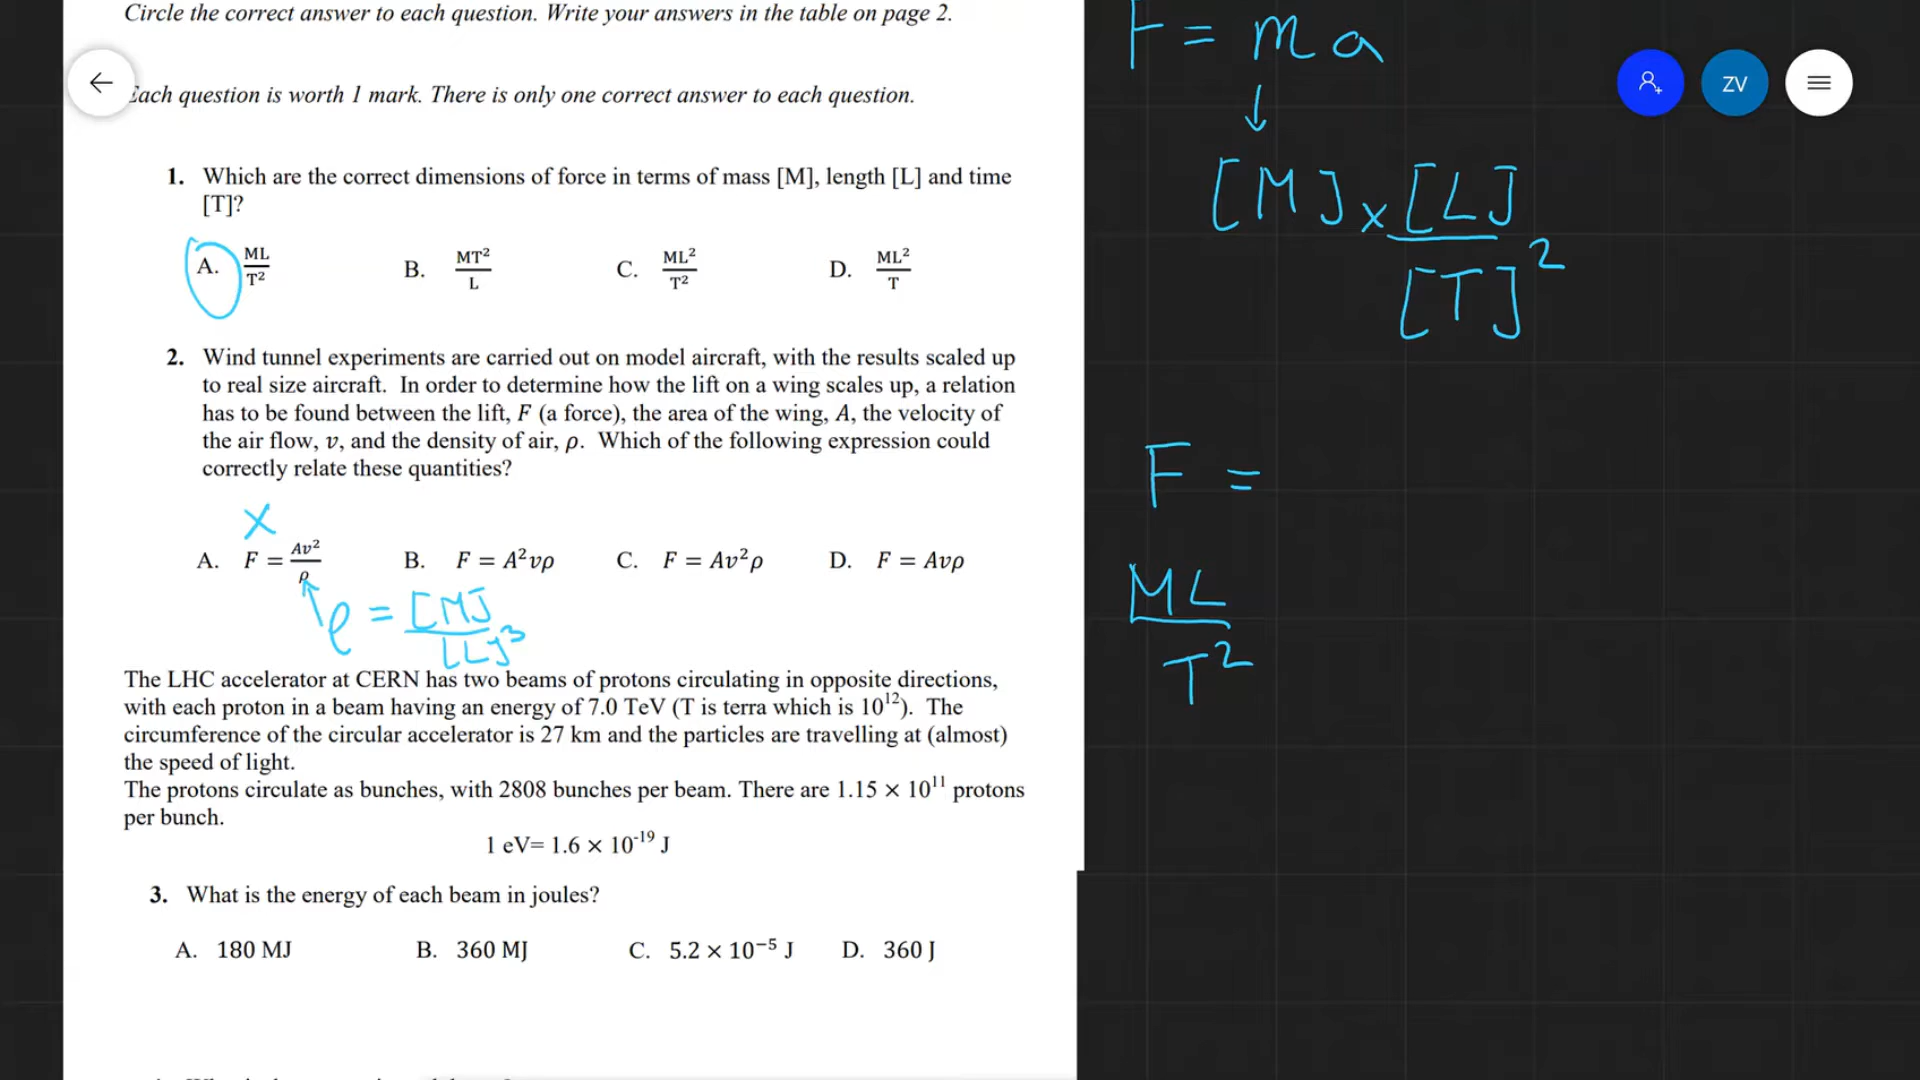 Circle the correct answer to each question. Write your answers in the table on page 2.
Each question is worth 1 mark. There is only one correct answer to each question.
1. Which are the correct dimensions of force in terms of mass [M], length [L] and time
[T]?
A. ML/T² B. MT²/L C. ML²/T² D. ML²/T
2. Wind tunnel experiments are carried out on model aircraft, with the results scaled up
to real size aircraft. In order to determine how the lift on a wing scales up, a relation
has to be found between the lift, F (a force), the area of the wing, A, the velocity of
the air flow, v, and the density of air, ρ. Which of the following expression could
correctly relate these quantities?
X
A. F = Av²/ρ B. F = A²vρ C. F = Av²ρ D. F = Avρ
ρ = [M]/[L]³
The LHC accelerator at CERN has two beams of protons circulating in opposite directions,
with each proton in a beam having an energy of 7.0 TeV (T is terra which is 10¹²). The
circumference of the circular accelerator is 27 km and the particles are travelling at (almost)
the speed of light.
The protons circulate as bunches, with 2808 bunches per beam. There are 1.15 × 10¹¹ protons
per bunch.
1 eV= 1.6 × 10⁻¹⁹ J
3. What is the energy of each beam in joules?
A. 180 MJ B. 360 MJ C. 5.2 × 10⁻⁵ J D. 360 J
F = ma
[M] x [L]/[T]²
F =
ML/T²
ZV